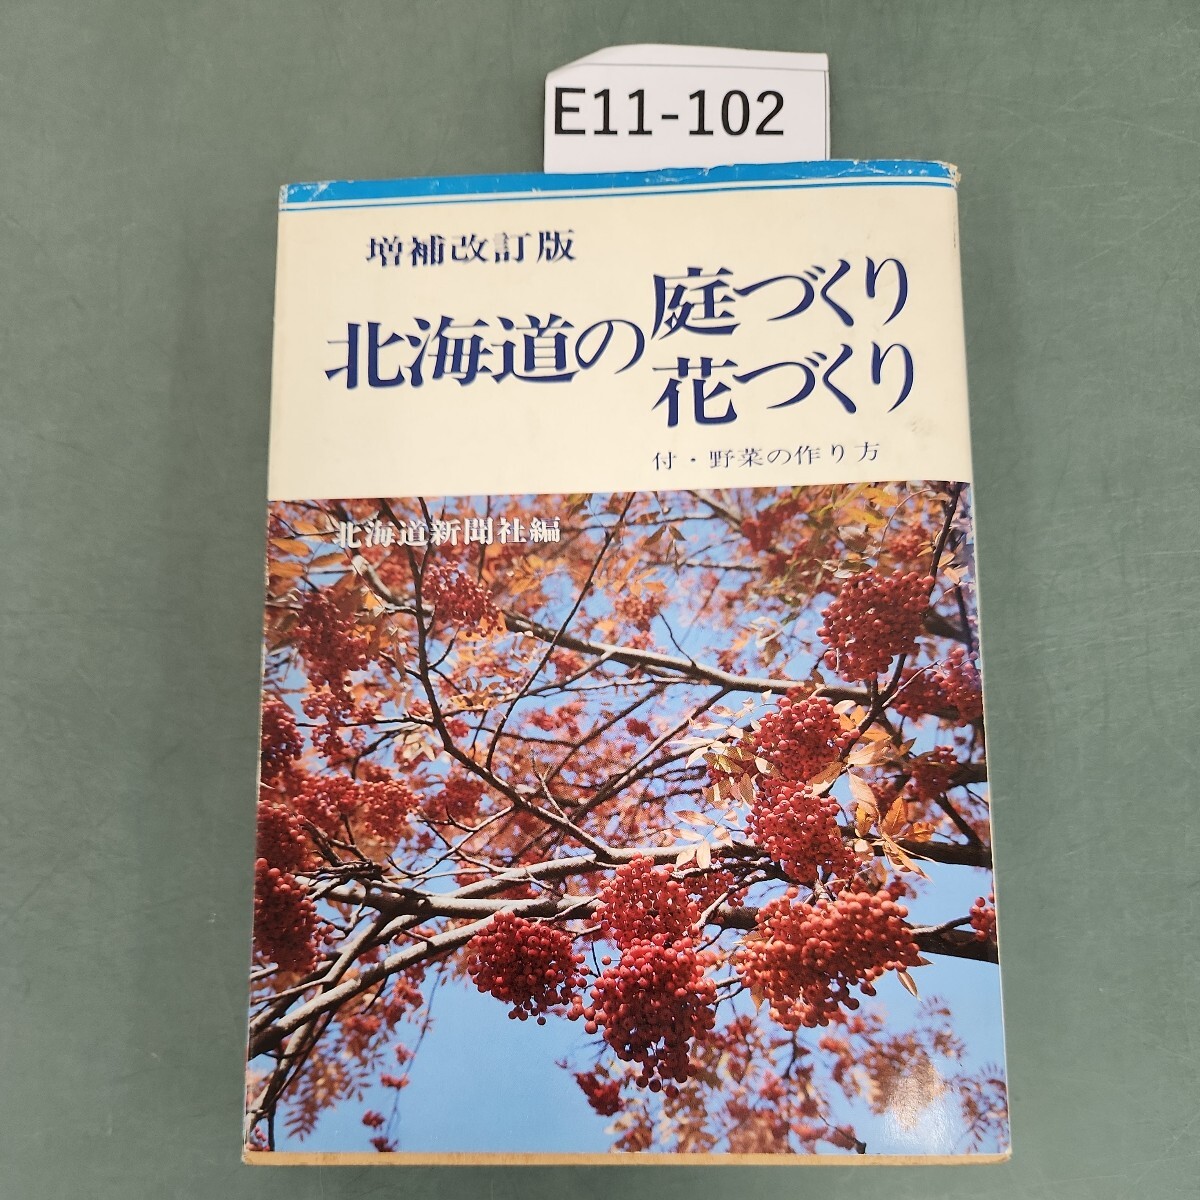 E11-102
増補改訂版
北海道の庭づくり
花づくり
付・野菜の作り方
北海道新聞社編